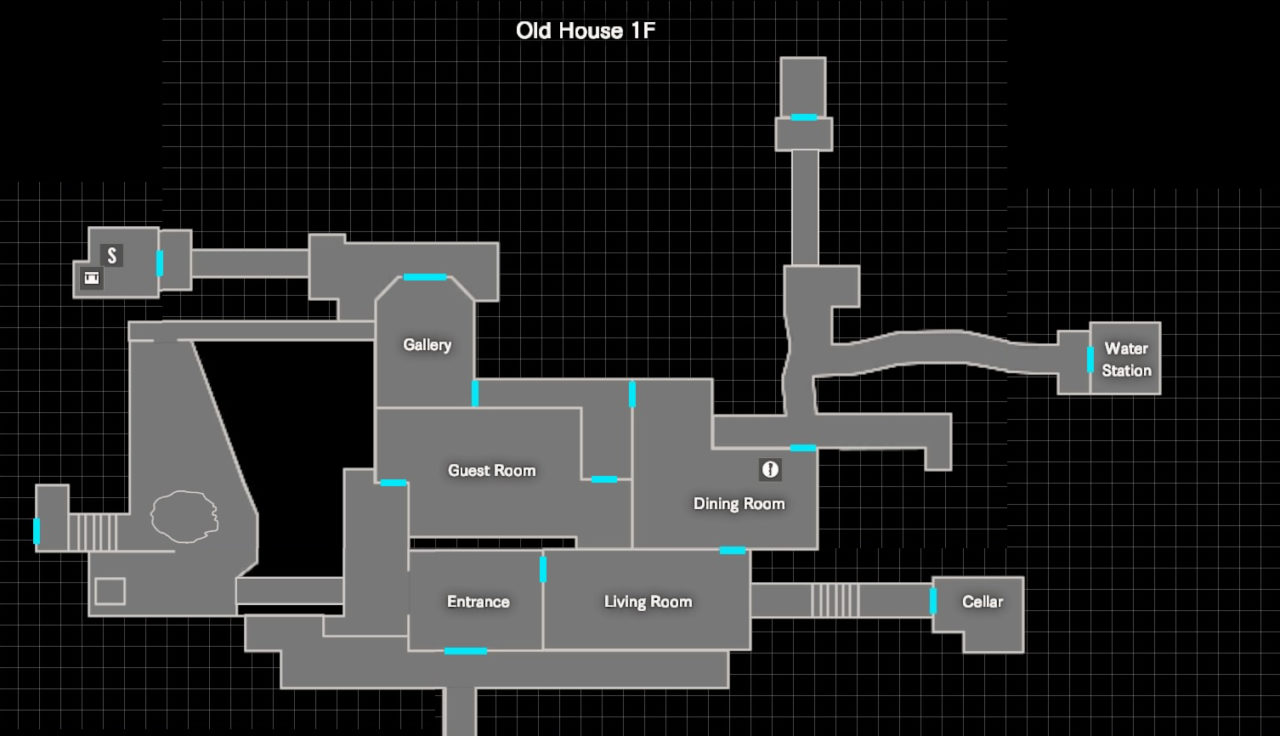 Old House 1F
S
Gallery
Water
Station
Guest Room
Dining Room
Entrance
Living Room
Cellar